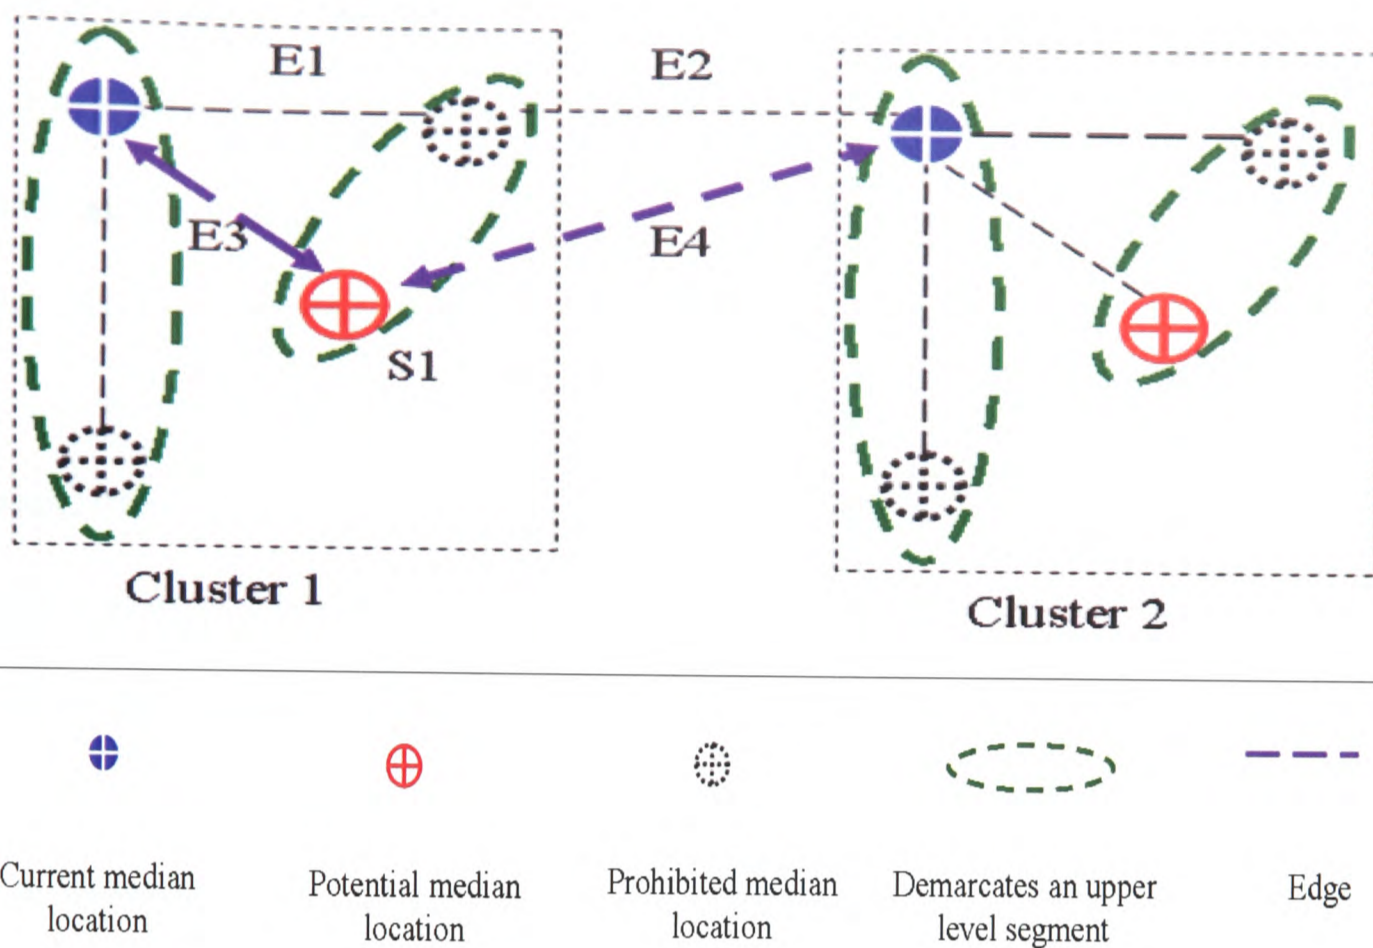 E1
E2
E3
E4
S1
Cluster 1
Cluster 2
Current median
location
Potential median
location
Prohibited median
location
Demarcates an upper
level segment
Edge